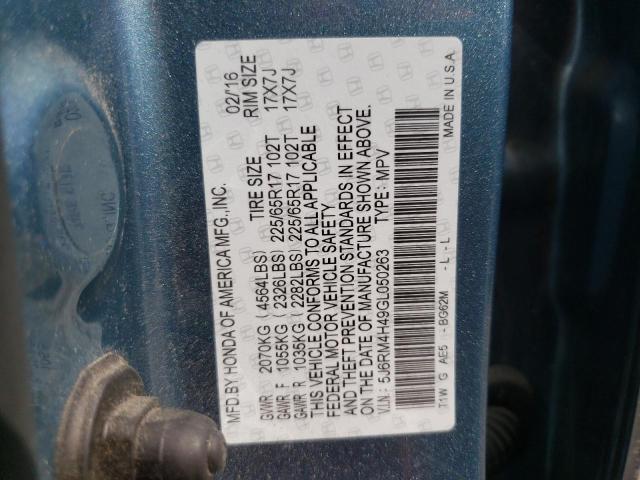 MFD.BY HONDA OF AMERICA MFG.,INC. 02/16
TIRE SIZE RIM SIZE
GVWR 2070KG (4564LBS)
GAWR F 1055KG (2326LBS) 225/65R17 102T 17X7J
GAWR R 1035KG (2282LBS) 225/65R17 102T 17X7J
THIS VEHICLE CONFORMS TO ALL APPLICABLE
FEDERAL MOTOR VEHICLE SAFETY
AND THEFT PREVENTION STANDARDS IN EFFECT
ON THE DATE OF MANUFACTURE SHOWN ABOVE.
V.I.N.: 5J6RM4H49GL050263 TYPE: MPV
T1W G AE5 - BG62M - L - L MADE IN U.S.A.